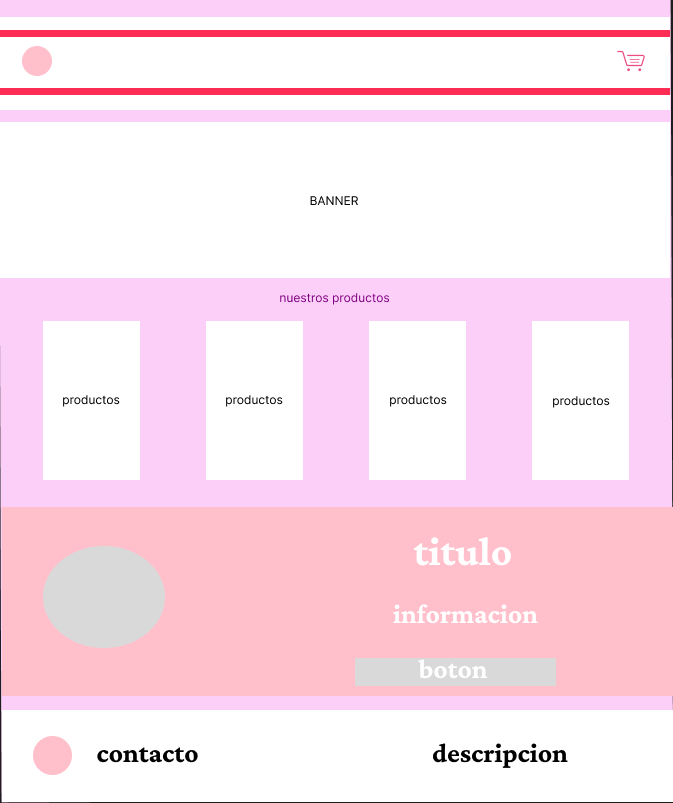 BANNER
nuestros productos
productos productos productos productos
titulo
informacion
boton
contacto descripcion